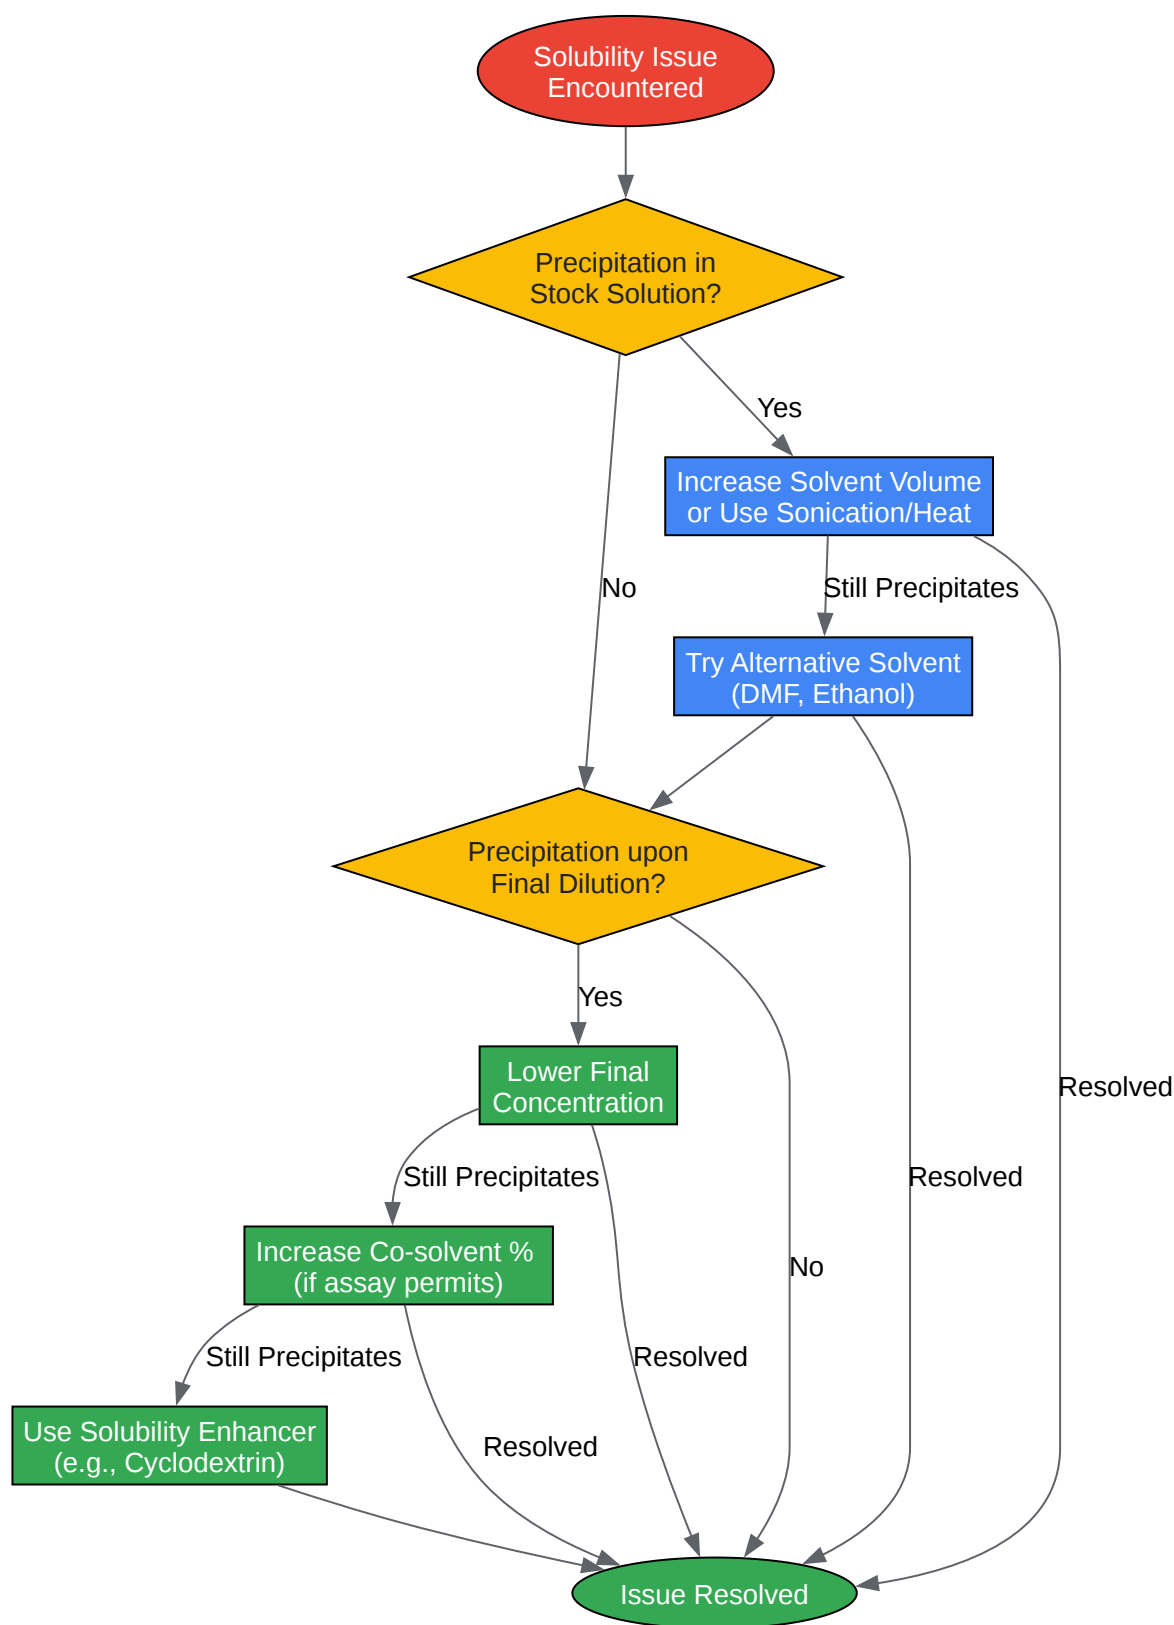 Solubility Issue
Encountered
Precipitation in
Stock Solution?
Yes
Increase Solvent Volume
or Use Sonication/Heat
No
Still Precipitates
Try Alternative Solvent
(DMF, Ethanol)
Precipitation upon
Final Dilution?
Yes
Lower Final
Concentration
Resolved
Still Precipitates
Resolved
Increase Co-solvent %
(if assay permits)
No
Still Precipitates
Resolved
Use Solubility Enhancer
(e.g., Cyclodextrin)
Resolved
Issue Resolved